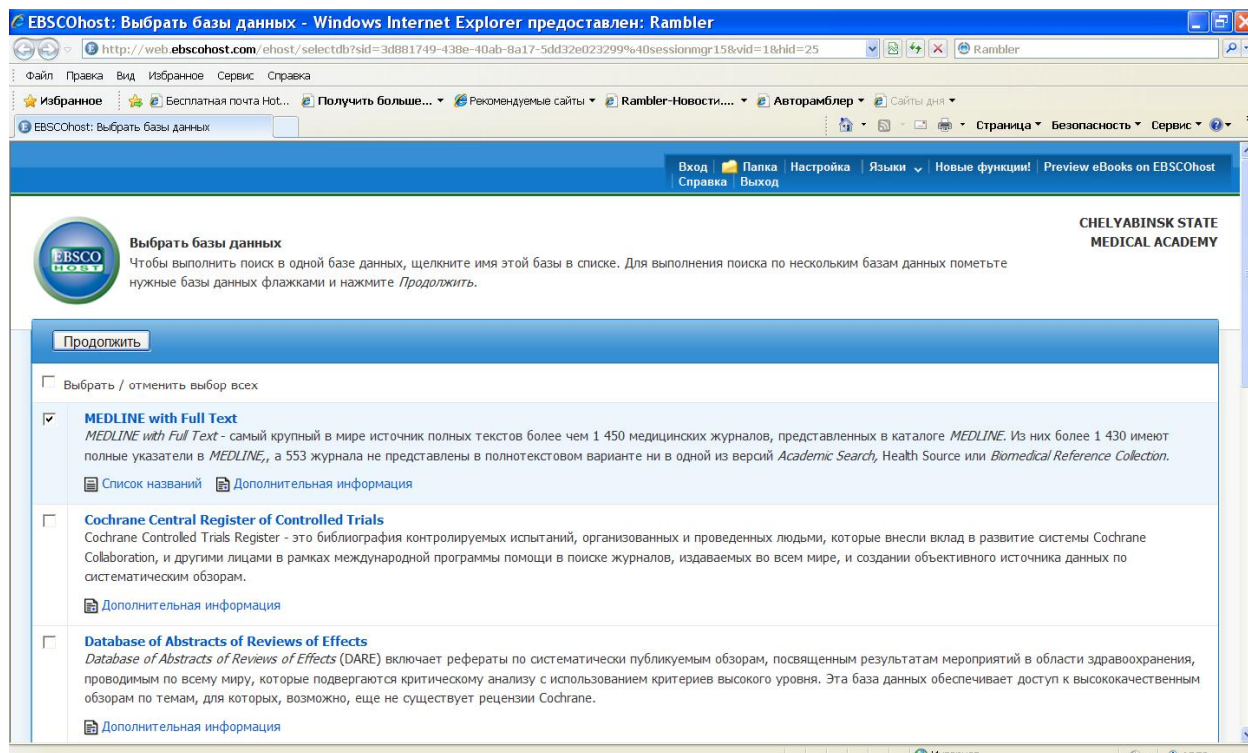 EBSCOhost: Выбрать базы данных - Windows Internet Explorer предоставлен: Rambler
http://web.ebscohost.com/ehost/selectdb?sid=3d881749-438e-40ab-8a17-5dd32e023299%40sessionmgr15&vid=1&hid=25 Rambler
Файл Правка Вид Избранное Сервис Справка
Избранное Бесплатная почта Hot... Получить больше... Рекомендуемые сайты Rambler-Новости.... Авторамблер Сайты дня
EBSCOhost: Выбрать базы данных Страница Безопасность Сервис
Вход Папка Настройка Языки Новые функции! Preview eBooks on EBSCOhost
Справка Выход
CHELYABINSK STATE
MEDICAL ACADEMY
EBSCO
HOST
Выбрать базы данных
Чтобы выполнить поиск в одной базе данных, щелкните имя этой базы в списке. Для выполнения поиска по нескольким базам данных пометьте
нужные базы данных флажками и нажмите Продолжить.
Продолжить
Выбрать / отменить выбор всех
MEDLINE with Full Text
MEDLINE with Full Text - самый крупный в мире источник полных текстов более чем 1 450 медицинских журналов, представленных в каталоге MEDLINE. Из них более 1 430 имеют
полные указатели в MEDLINE,, а 553 журнала не представлены в полнотекстовом варианте ни в одной из версий Academic Search, Health Source или Biomedical Reference Collection.
Список названий Дополнительная информация
Cochrane Central Register of Controlled Trials
Cochrane Controlled Trials Register - это библиография контролируемых испытаний, организованных и проведенных людьми, которые внесли вклад в развитие системы Cochrane
Collaboration, и другими лицами в рамках международной программы помощи в поиске журналов, издаваемых во всем мире, и создании объективного источника данных по
систематическим обзорам.
Дополнительная информация
Database of Abstracts of Reviews of Effects
Database of Abstracts of Reviews of Effects (DARE) включает рефераты по систематически публикуемым обзорам, посвященным результатам мероприятий в области здравоохранения,
проводимым по всему миру, которые подвергаются критическому анализу с использованием критериев высокого уровня. Эта база данных обеспечивает доступ к высококачественным
обзорам по темам, для которых, возможно, еще не существует рецензии Cochrane.
Дополнительная информация